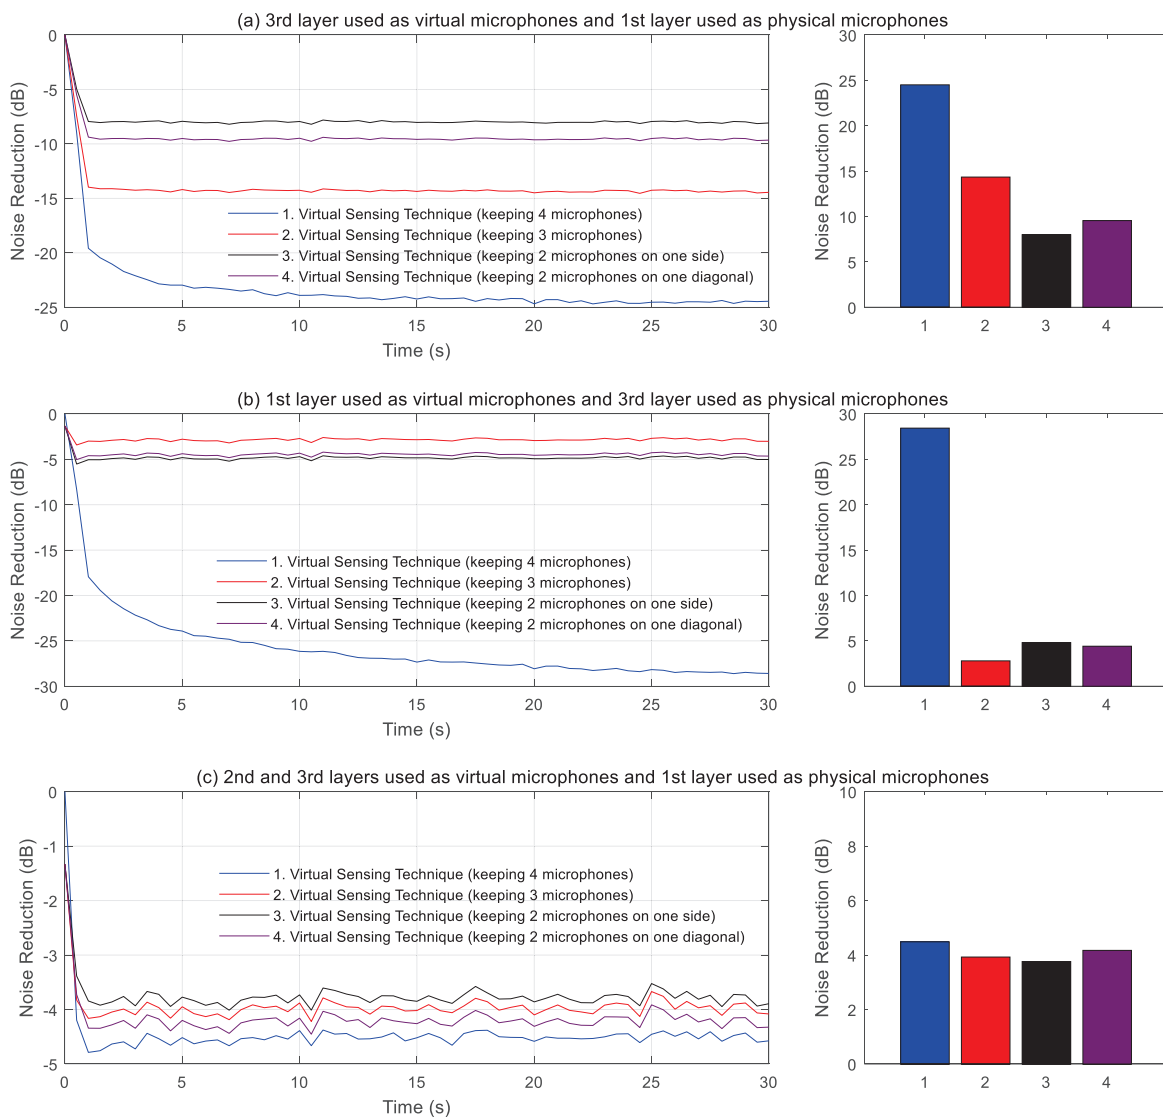 (a) 3rd layer used as virtual microphones and 1st layer used as physical microphones
Noise Reduction (dB)
0
-5
-10
-15
-20
-25
0 5 10 15 20 25 30
Time (s)
1. Virtual Sensing Technique (keeping 4 microphones)
2. Virtual Sensing Technique (keeping 3 microphones)
3. Virtual Sensing Technique (keeping 2 microphones on one side)
4. Virtual Sensing Technique (keeping 2 microphones on one diagonal)
Noise Reduction (dB)
30
25
20
15
10
5
0
1 2 3 4
(b) 1st layer used as virtual microphones and 3rd layer used as physical microphones
Noise Reduction (dB)
0
-5
-10
-15
-20
-25
-30
0 5 10 15 20 25 30
Time (s)
1. Virtual Sensing Technique (keeping 4 microphones)
2. Virtual Sensing Technique (keeping 3 microphones)
3. Virtual Sensing Technique (keeping 2 microphones on one side)
4. Virtual Sensing Technique (keeping 2 microphones on one diagonal)
Noise Reduction (dB)
30
25
20
15
10
5
0
1 2 3 4
(c) 2nd and 3rd layers used as virtual microphones and 1st layer used as physical microphones
Noise Reduction (dB)
0
-1
-2
-3
-4
-5
0 5 10 15 20 25 30
Time (s)
1. Virtual Sensing Technique (keeping 4 microphones)
2. Virtual Sensing Technique (keeping 3 microphones)
3. Virtual Sensing Technique (keeping 2 microphones on one side)
4. Virtual Sensing Technique (keeping 2 microphones on one diagonal)
Noise Reduction (dB)
10
8
6
4
2
0
1 2 3 4